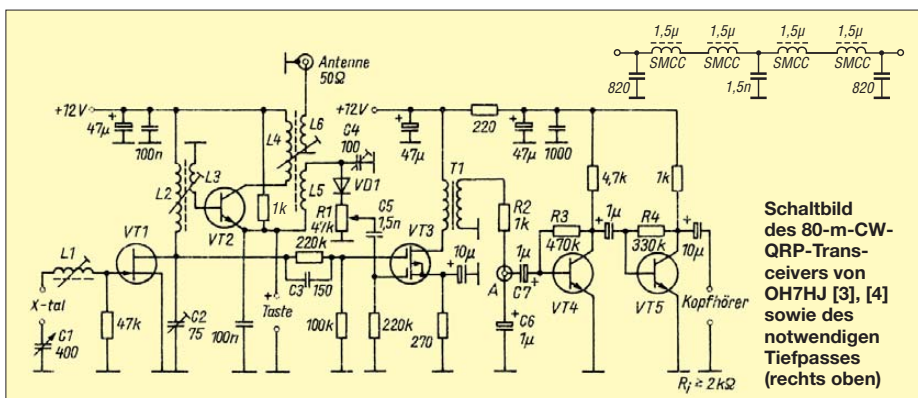 1,5µ 1,5µ 1,5µ 1,5µ
SMCC SMCC SMCC SMCC
820 1,5n 820
Antenne
50Ω
+12V
47µ
100n
L2
L3
L4
L6
L5
C4
100
VD1
R1
4,7k
C5
1,5n
1k
VT1
VT2
L1
X-tal
C1
400
47k
C2
75
100n
+
Taste
220k
C3
150
100k
+12V
47µ
220
47µ
1000
T1
VT3
10µ
220k
270
R2
1k
1µ
A
C7
C6
1µ
R3
470k
4,7k
1µ
R4
330k
1k
10µ
VT4
VT5
Kopfhörer
Ri ≥ 2kΩ
Schaltbild
des 80-m-CW-
QRP-Trans-
ceivers von
OH7HJ [3], [4]
sowie des
notwendigen
Tiefpasses
(rechts oben)